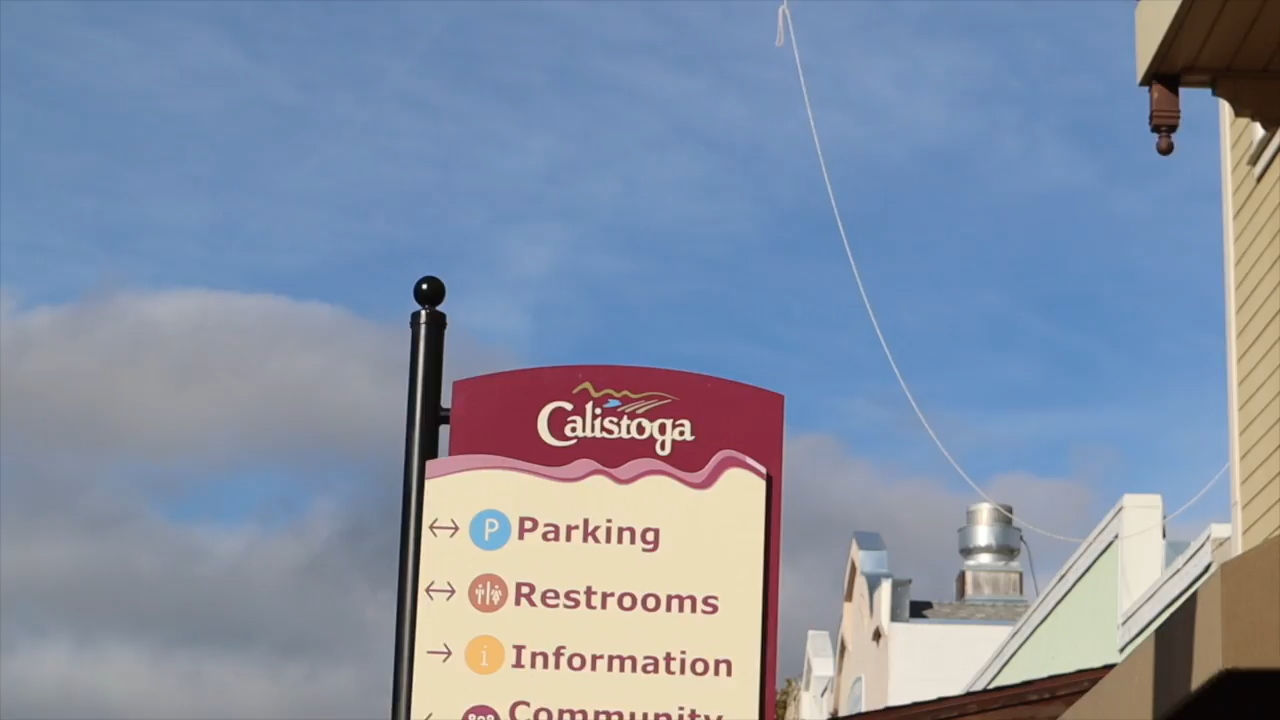 Calistoga
↔ P Parking
↔ Restrooms
→ i Information
Community